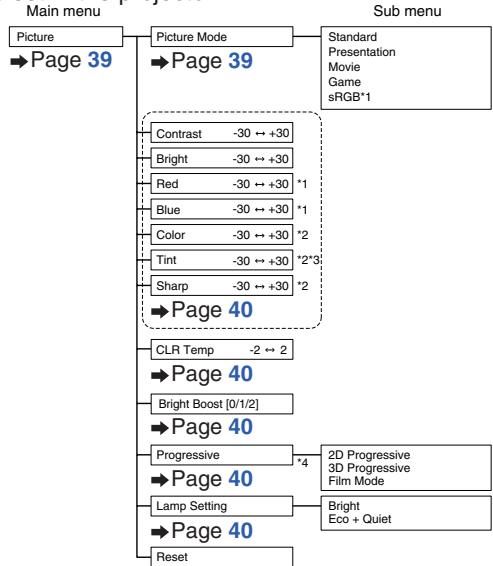 Main menu
Sub menu
Picture
➡Page 39
Picture Mode
➡Page 39
Standard
Presentation
Movie
Game
sRGB*1
Contrast -30 ↔ +30
Bright -30 ↔ +30
Red -30 ↔ +30 *1
Blue -30 ↔ +30 *1
Color -30 ↔ +30 *2
Tint -30 ↔ +30 *2*3
Sharp -30 ↔ +30 *2
➡Page 40
CLR Temp -2 ↔ 2
➡Page 40
Bright Boost [0/1/2]
➡Page 40
Progressive *4
➡Page 40
2D Progressive
3D Progressive
Film Mode
Lamp Setting
➡Page 40
Bright
Eco + Quiet
Reset